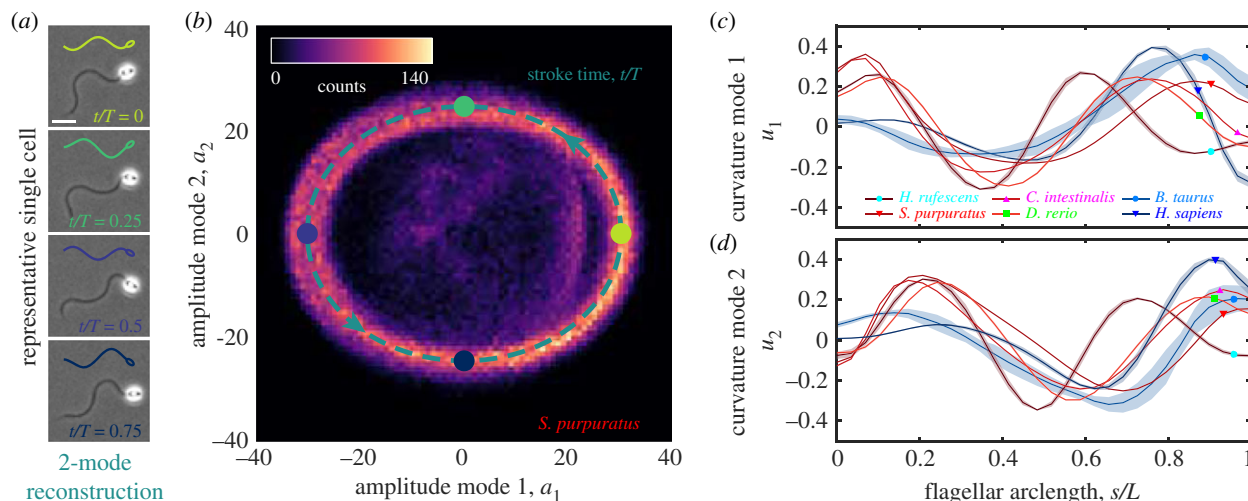 (a)
representative single cell
t/T = 0
t/T = 0.25
t/T = 0.5
t/T = 0.75
2-mode
reconstruction
(b)
40
20
0
−20
−40
amplitude mode 2, a2
0
140
counts
stroke time, t/T
S. purpuratus
−40
−20
0
20
40
amplitude mode 1, a1
(c)
curvature mode 1
u1
0.4
0.2
0
-0.2
-0.4
H. rufescens
C. intestinalis
B. taurus
S. purpuratus
D. rerio
H. sapiens
(d)
curvature mode 2
u2
0.4
0.2
0
−0.2
−0.4
0
0.2
0.4
0.6
0.8
1
flagellar arclength, s/L